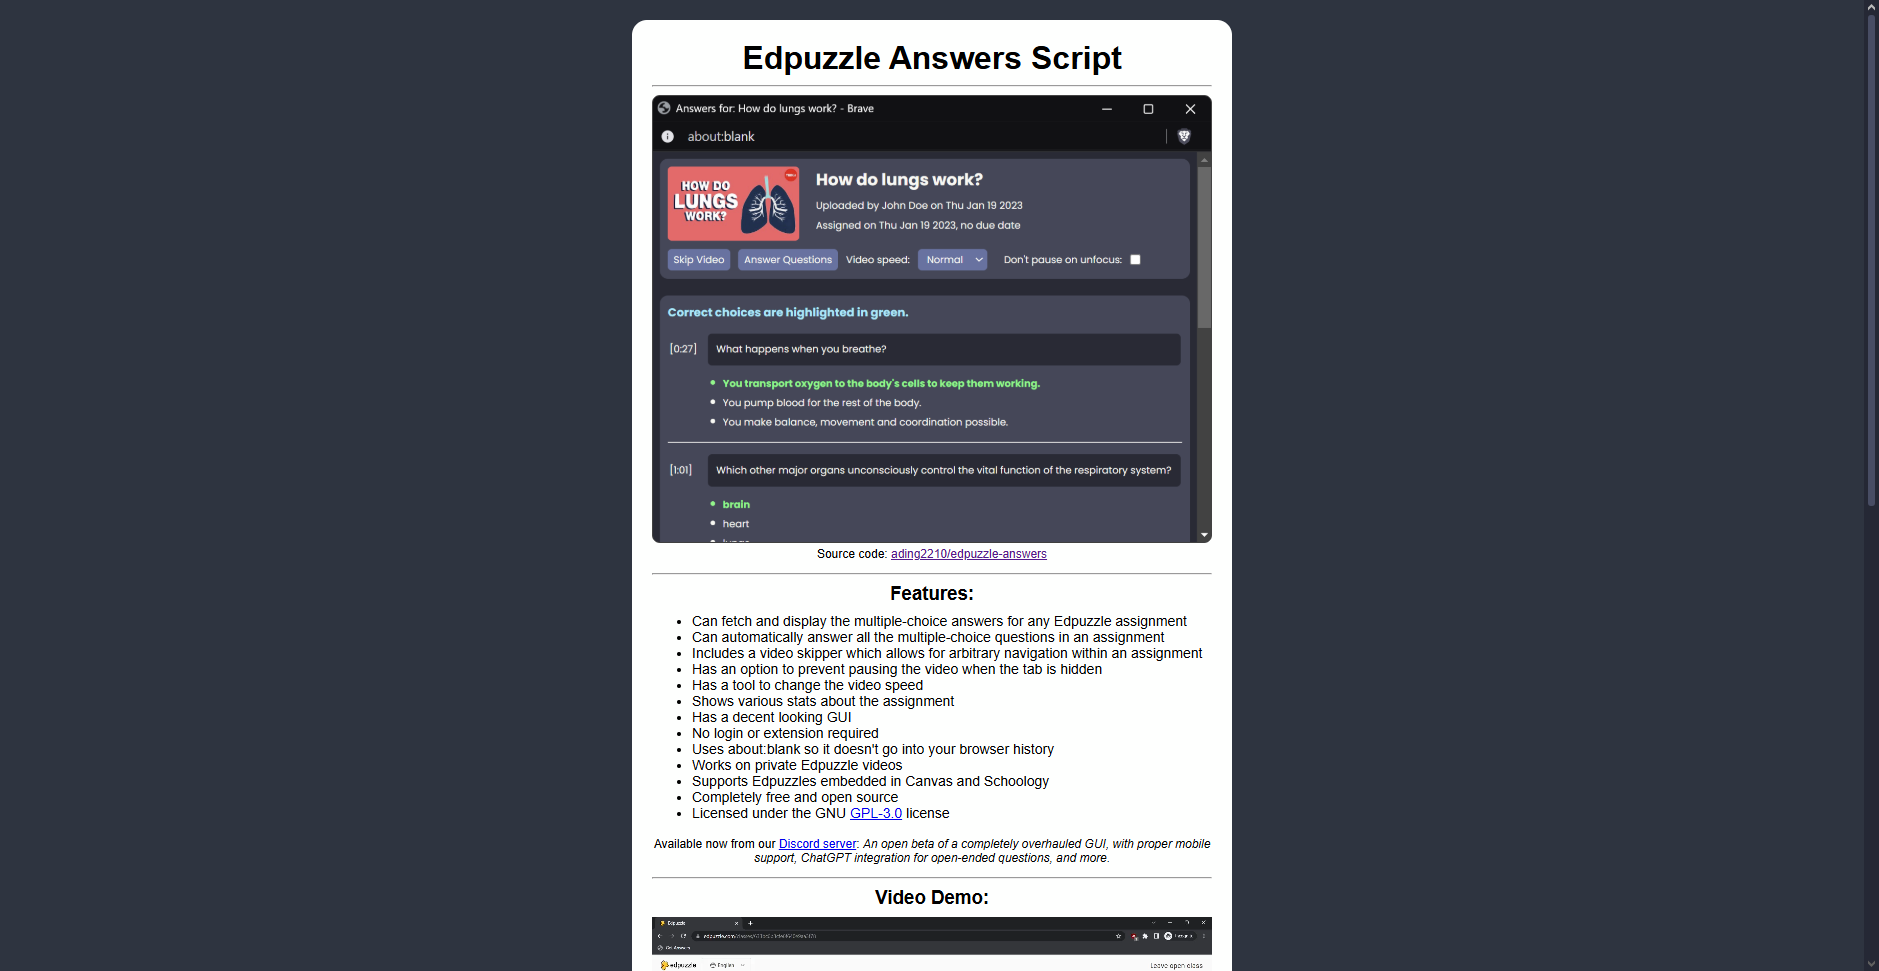 Edpuzzle Answers Script
Answers for: How do lungs work? - Brave
about:blank
HOW DO
LUNGS
WORK?
How do lungs work?
Uploaded by John Doe on Thu Jan 19 2023
Assigned on Thu Jan 19 2023, no due date
Skip Video Answer Questions Video speed: Normal Don't pause on unfocus:
Correct choices are highlighted in green.
[0:27] What happens when you breathe?
You transport oxygen to the body's cells to keep them working.
You pump blood for the rest of the body.
You make balance, movement and coordination possible.
[1:01] Which other major organs unconsciously control the vital function of the respiratory system?
brain
heart
Source code: ading2210/edpuzzle-answers
Features:
Can fetch and display the multiple-choice answers for any Edpuzzle assignment
Can automatically answer all the multiple-choice questions in an assignment
Includes a video skipper which allows for arbitrary navigation within an assignment
Has an option to prevent pausing the video when the tab is hidden
Has a tool to change the video speed
Shows various stats about the assignment
Has a decent looking GUI
No login or extension required
Uses about:blank so it doesn't go into your browser history
Works on private Edpuzzle videos
Supports Edpuzzles embedded in Canvas and Schoology
Completely free and open source
Licensed under the GNU GPL-3.0 license
Available now from our Discord server: An open beta of a completely overhauled GUI, with proper mobile
support, ChatGPT integration for open-ended questions, and more.
Video Demo:
Edpuzzle
Get Answers
edpuzzle English Leave open class